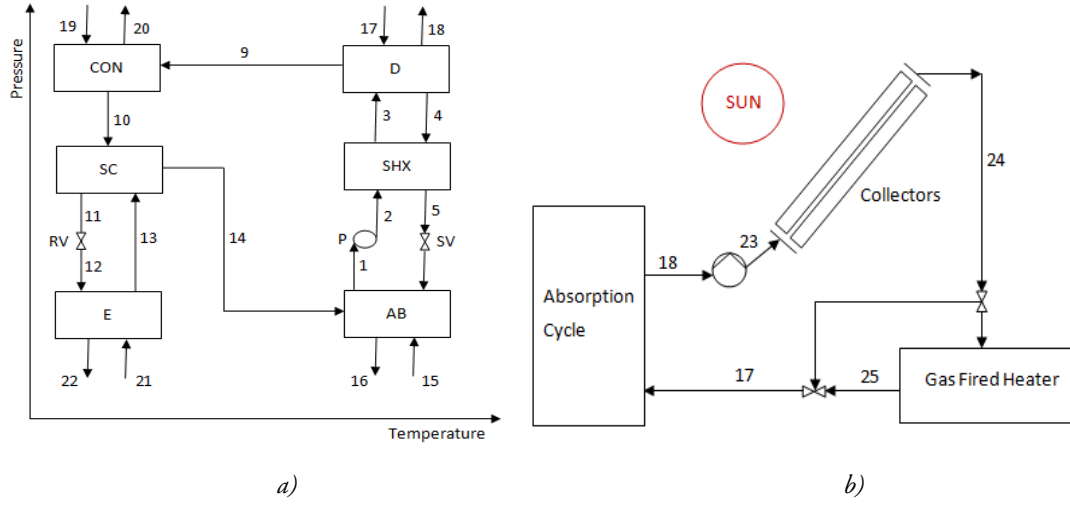 Pressure
19
20
CON
9
17
18
D
10
3
4
SC
SHX
11
RV
13
14
2
5
P
SV
12
1
E
AB
22
21
16
15
Temperature
a)
SUN
24
Collectors
23
18
Absorption
Cycle
17
25
Gas Fired Heater
b)